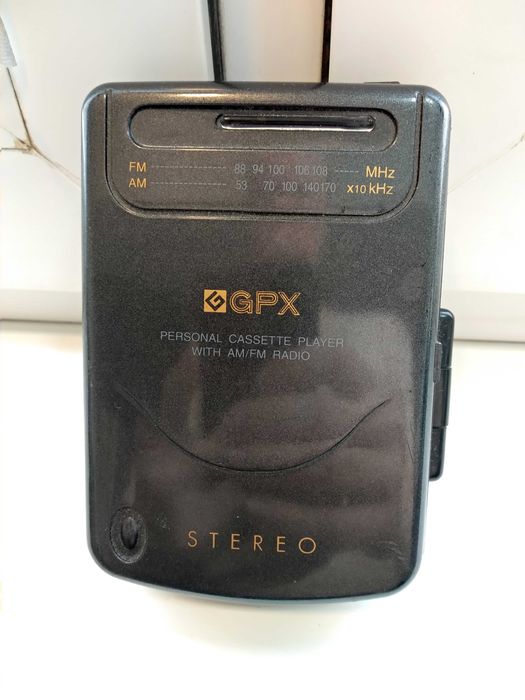 FM 88 94 100 106 108 MHz
AM 53 70 100 140 170 x10 kHz
GPX
PERSONAL CASSETTE PLAYER
WITH AM/FM RADIO
STEREO